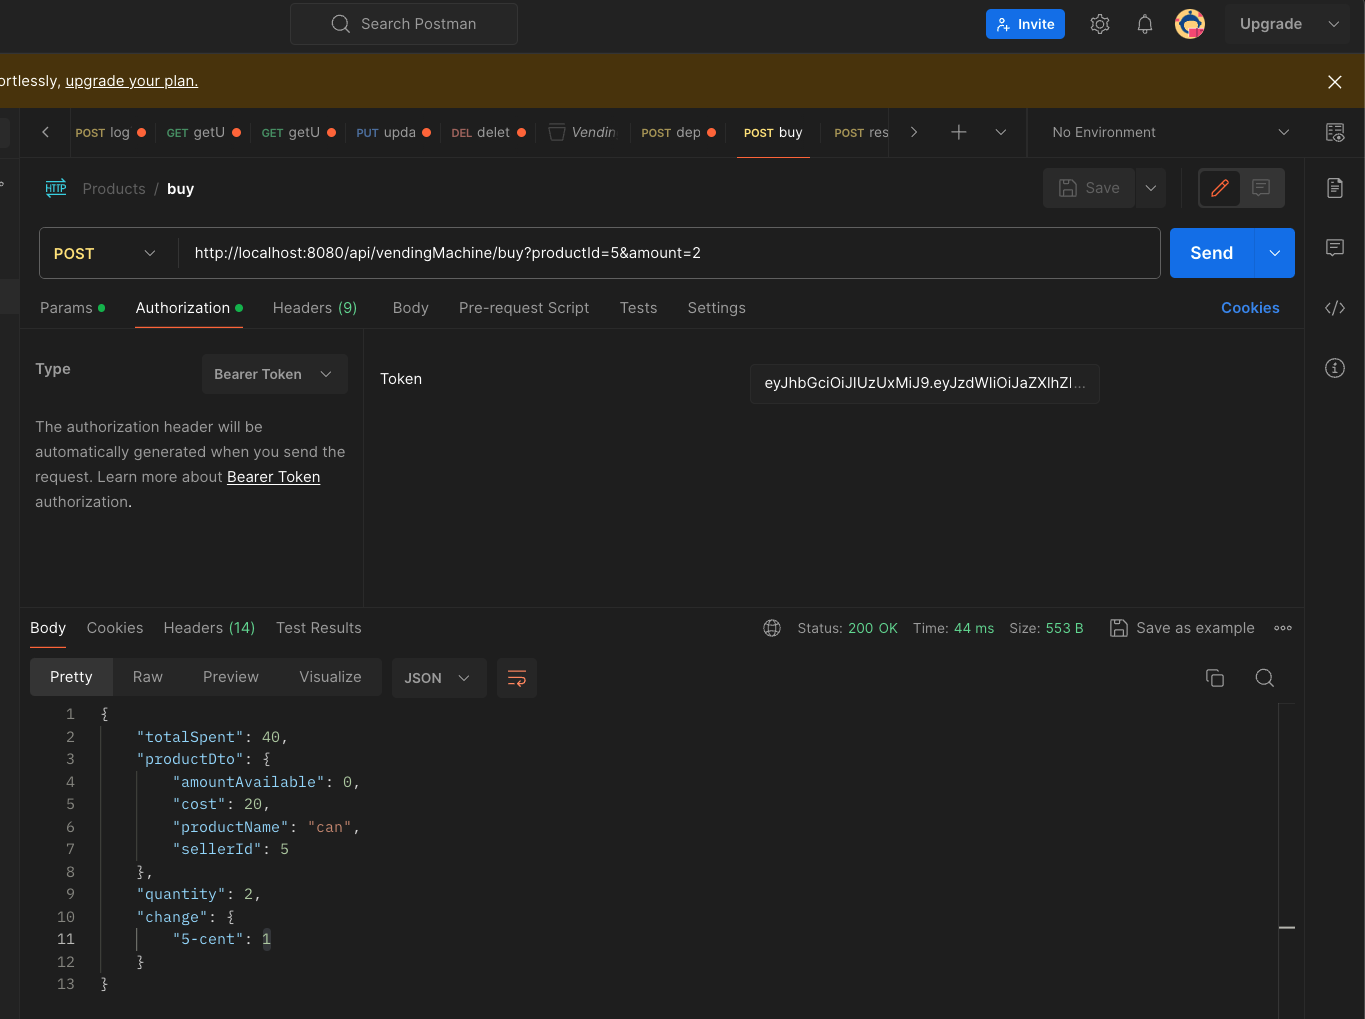 Search Postman
Invite
Upgrade
ortlessly, upgrade your plan.
POST log
GET getU
GET getU
PUT upda
DEL delet
Vendin
POST dep
POST buy
POST res
No Environment
HTTP
Products / buy
Save
POST
http://localhost:8080/api/vendingMachine/buy?productId=5&amount=2
Send
Params
Authorization
Headers (9)
Body
Pre-request Script
Tests
Settings
Cookies
Type
Bearer Token
The authorization header will be
automatically generated when you send the
request. Learn more about Bearer Token
authorization.
Token
eyJhbGciOiJIUzUxMiJ9.eyJzdWIiOiJaZXlhZI...
Body
Cookies
Headers (14)
Test Results
Status: 200 OK
Time: 44 ms
Size: 553 B
Save as example
Pretty
Raw
Preview
Visualize
JSON
1 {
2 "totalSpent": 40,
3 "productDto": {
4 "amountAvailable": 0,
5 "cost": 20,
6 "productName": "can",
7 "sellerId": 5
8 },
9 "quantity": 2,
10 "change": {
11 "5-cent": 1
12 }
13 }